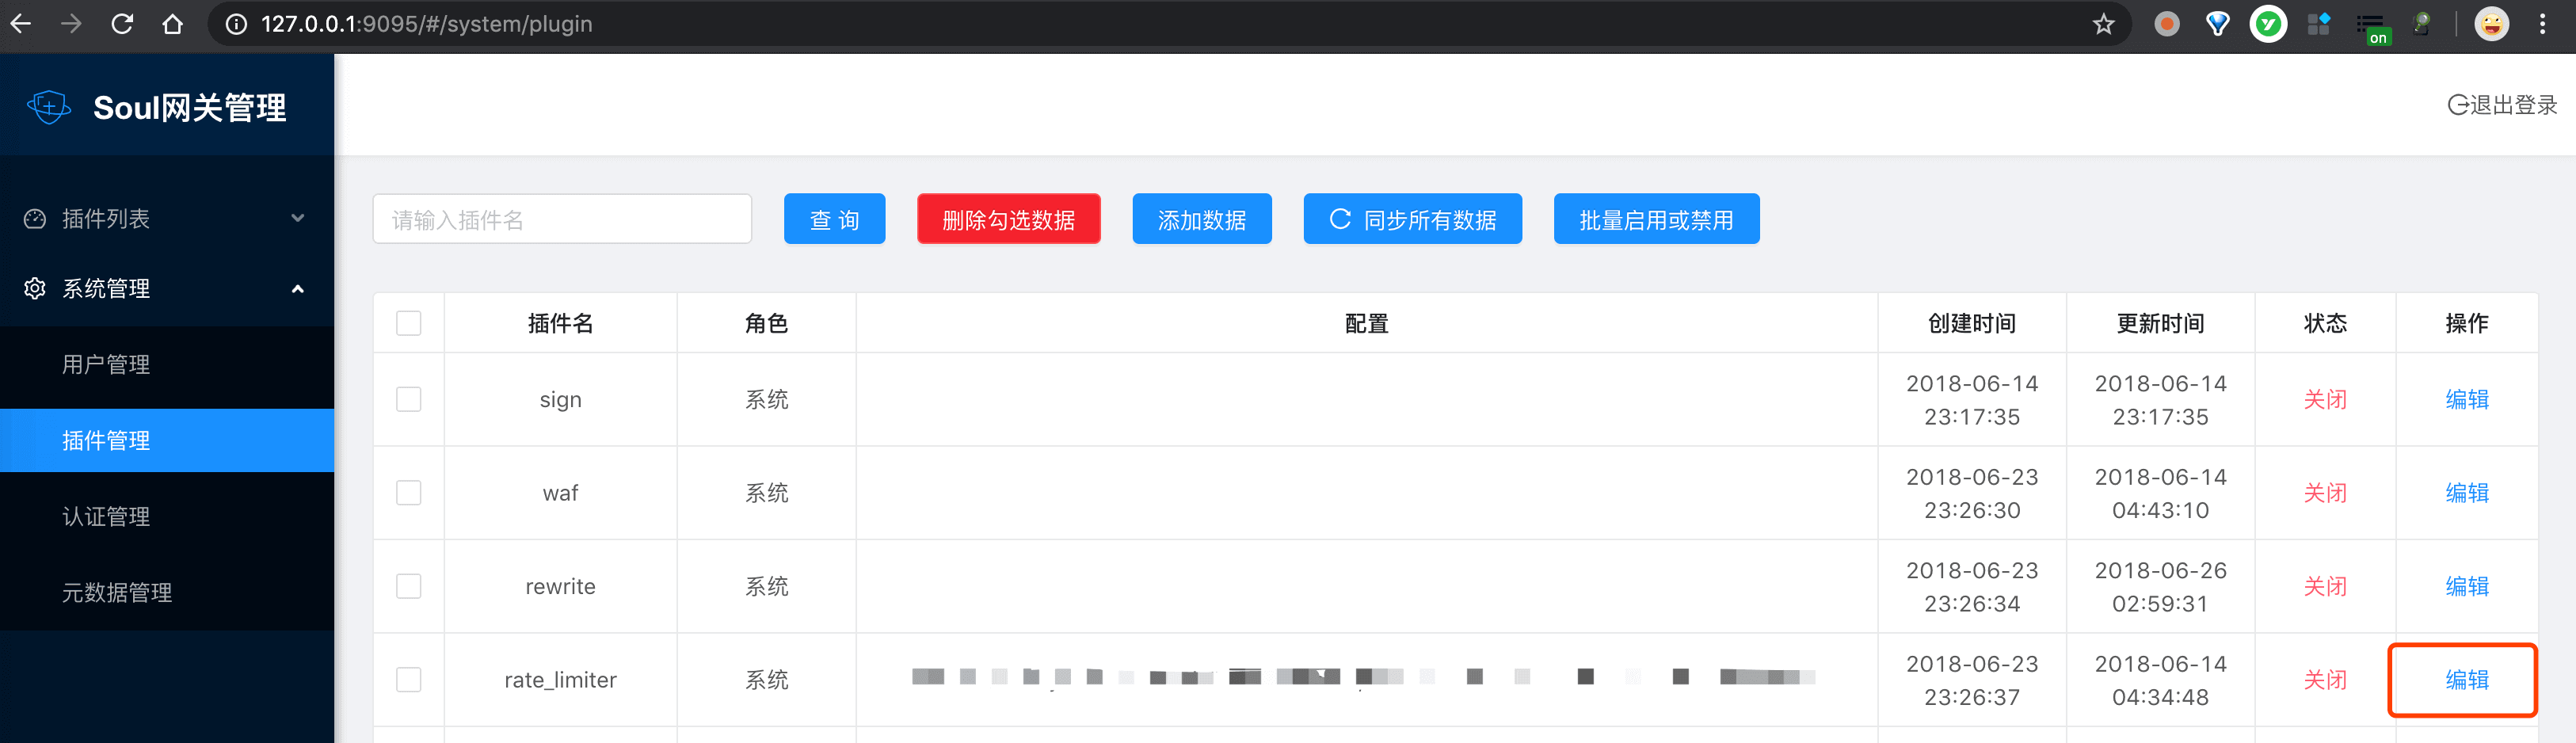 127.0.0.1:9095/#/system/plugin
on
Soul网关管理
退出登录
插件列表
系统管理
用户管理
插件管理
认证管理
元数据管理
请输入插件名
查 询
删除勾选数据
添加数据
同步所有数据
批量启用或禁用
插件名 角色 配置 创建时间 更新时间 状态 操作
sign 系统 2018-06-14 23:17:35 2018-06-14 23:17:35 关闭 编辑
waf 系统 2018-06-23 23:26:30 2018-06-14 04:43:10 关闭 编辑
rewrite 系统 2018-06-23 23:26:34 2018-06-26 02:59:31 关闭 编辑
rate_limiter 系统 2018-06-23 23:26:37 2018-06-14 04:34:48 关闭 编辑